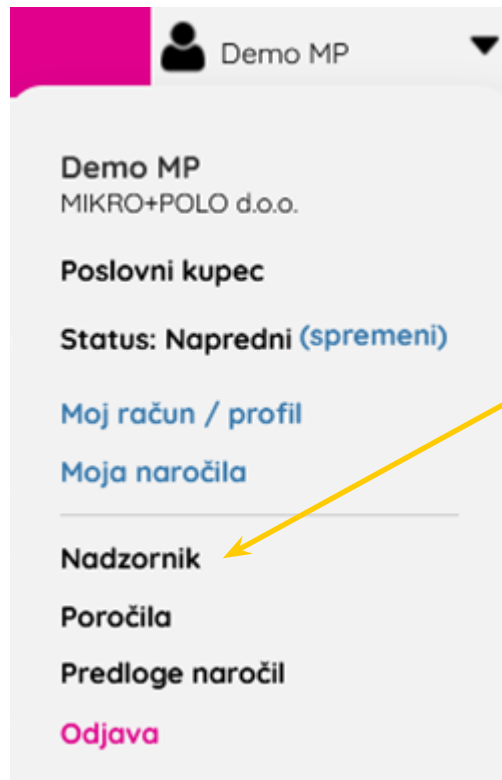 Demo MP
Demo MP
MIKRO+POLO d.o.o.
Poslovni kupec
Status: Napredni (spremeni)
Moj račun / profil
Moja naročila
Nadzornik
Poročila
Predloge naročil
Odjava